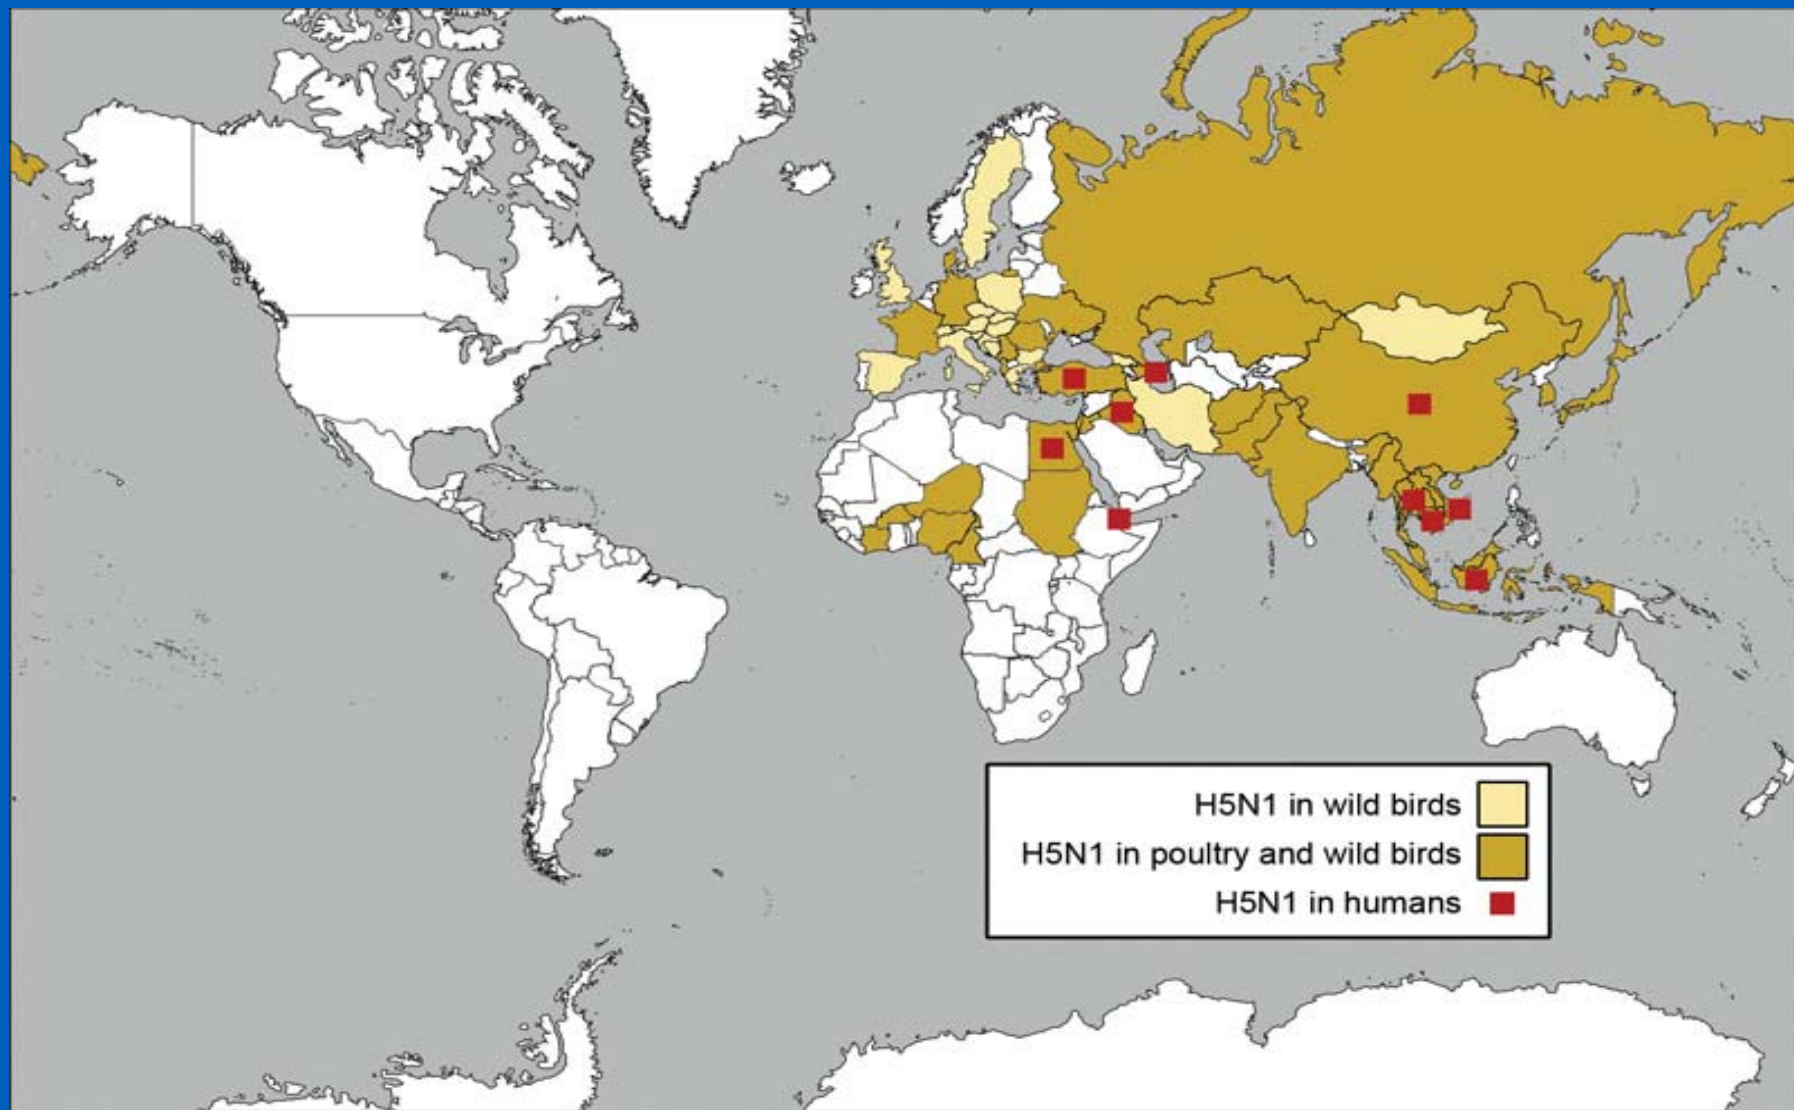 H5N1 in wild birds
H5N1 in poultry and wild birds
H5N1 in humans